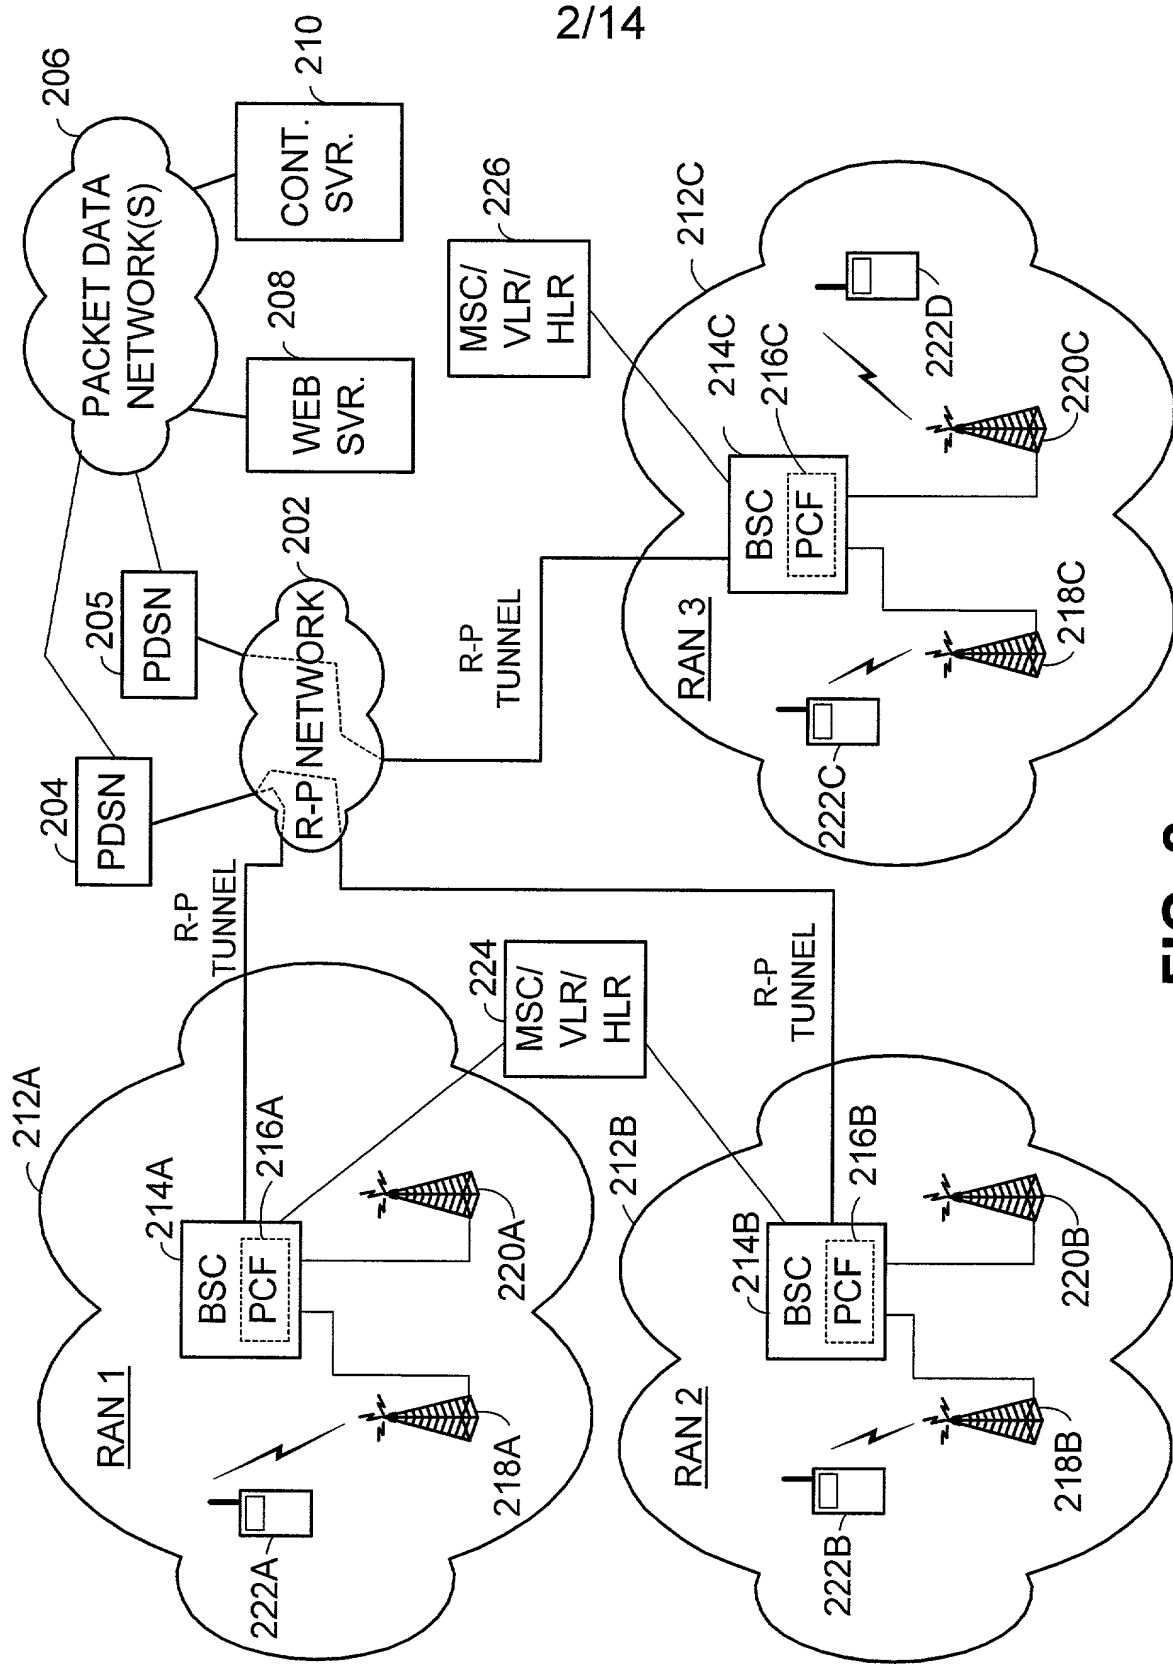 2/14
206
PACKET DATA
NETWORK(S)
210
CONT.
SVR.
208
WEB
SVR.
205
PDSN
204
PDSN
202
R-P NETWORK
R-P
TUNNEL
R-P
TUNNEL
R-P
TUNNEL
226
MSC/
VLR/
HLR
224
MSC/
VLR/
HLR
212A
RAN 1
214A
BSC
216A
PCF
218A
220A
222A
212B
RAN 2
214B
BSC
216B
PCF
218B
220B
222B
212C
RAN 3
214C
BSC
216C
PCF
218C
220C
222C
222D